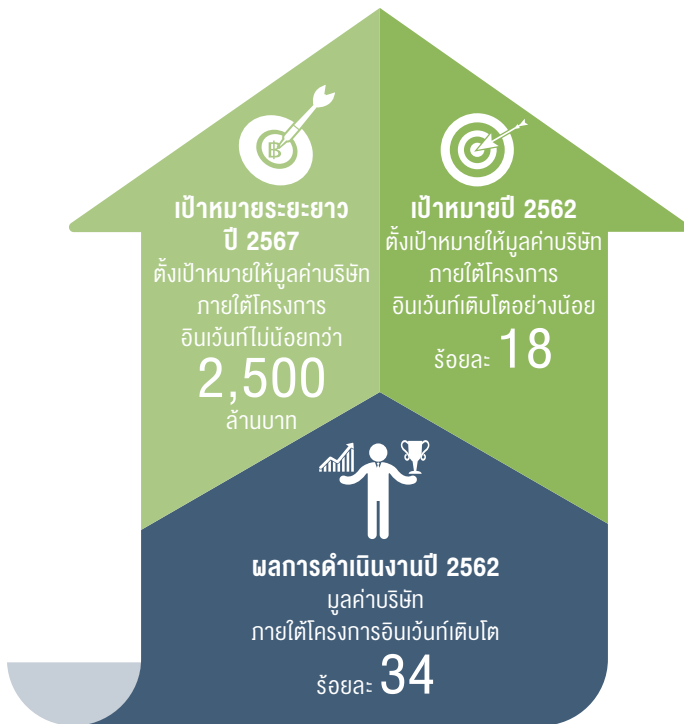 เป้าหมายระยะยาว
ปี 2567
ตั้งเป้าหมายให้มูลค่าบริษัท
ภายใต้โครงการ
อินเว้นท์ไม่น้อยกว่า
2,500
ล้านบาท
เป้าหมายปี 2562
ตั้งเป้าหมายให้มูลค่าบริษัท
ภายใต้โครงการ
อินเว้นท์เติบโตอย่างน้อย
ร้อยละ 18
ผลการดำเนินงานปี 2562
มูลค่าบริษัท
ภายใต้โครงการอินเว้นท์เติบโต
ร้อยละ 34